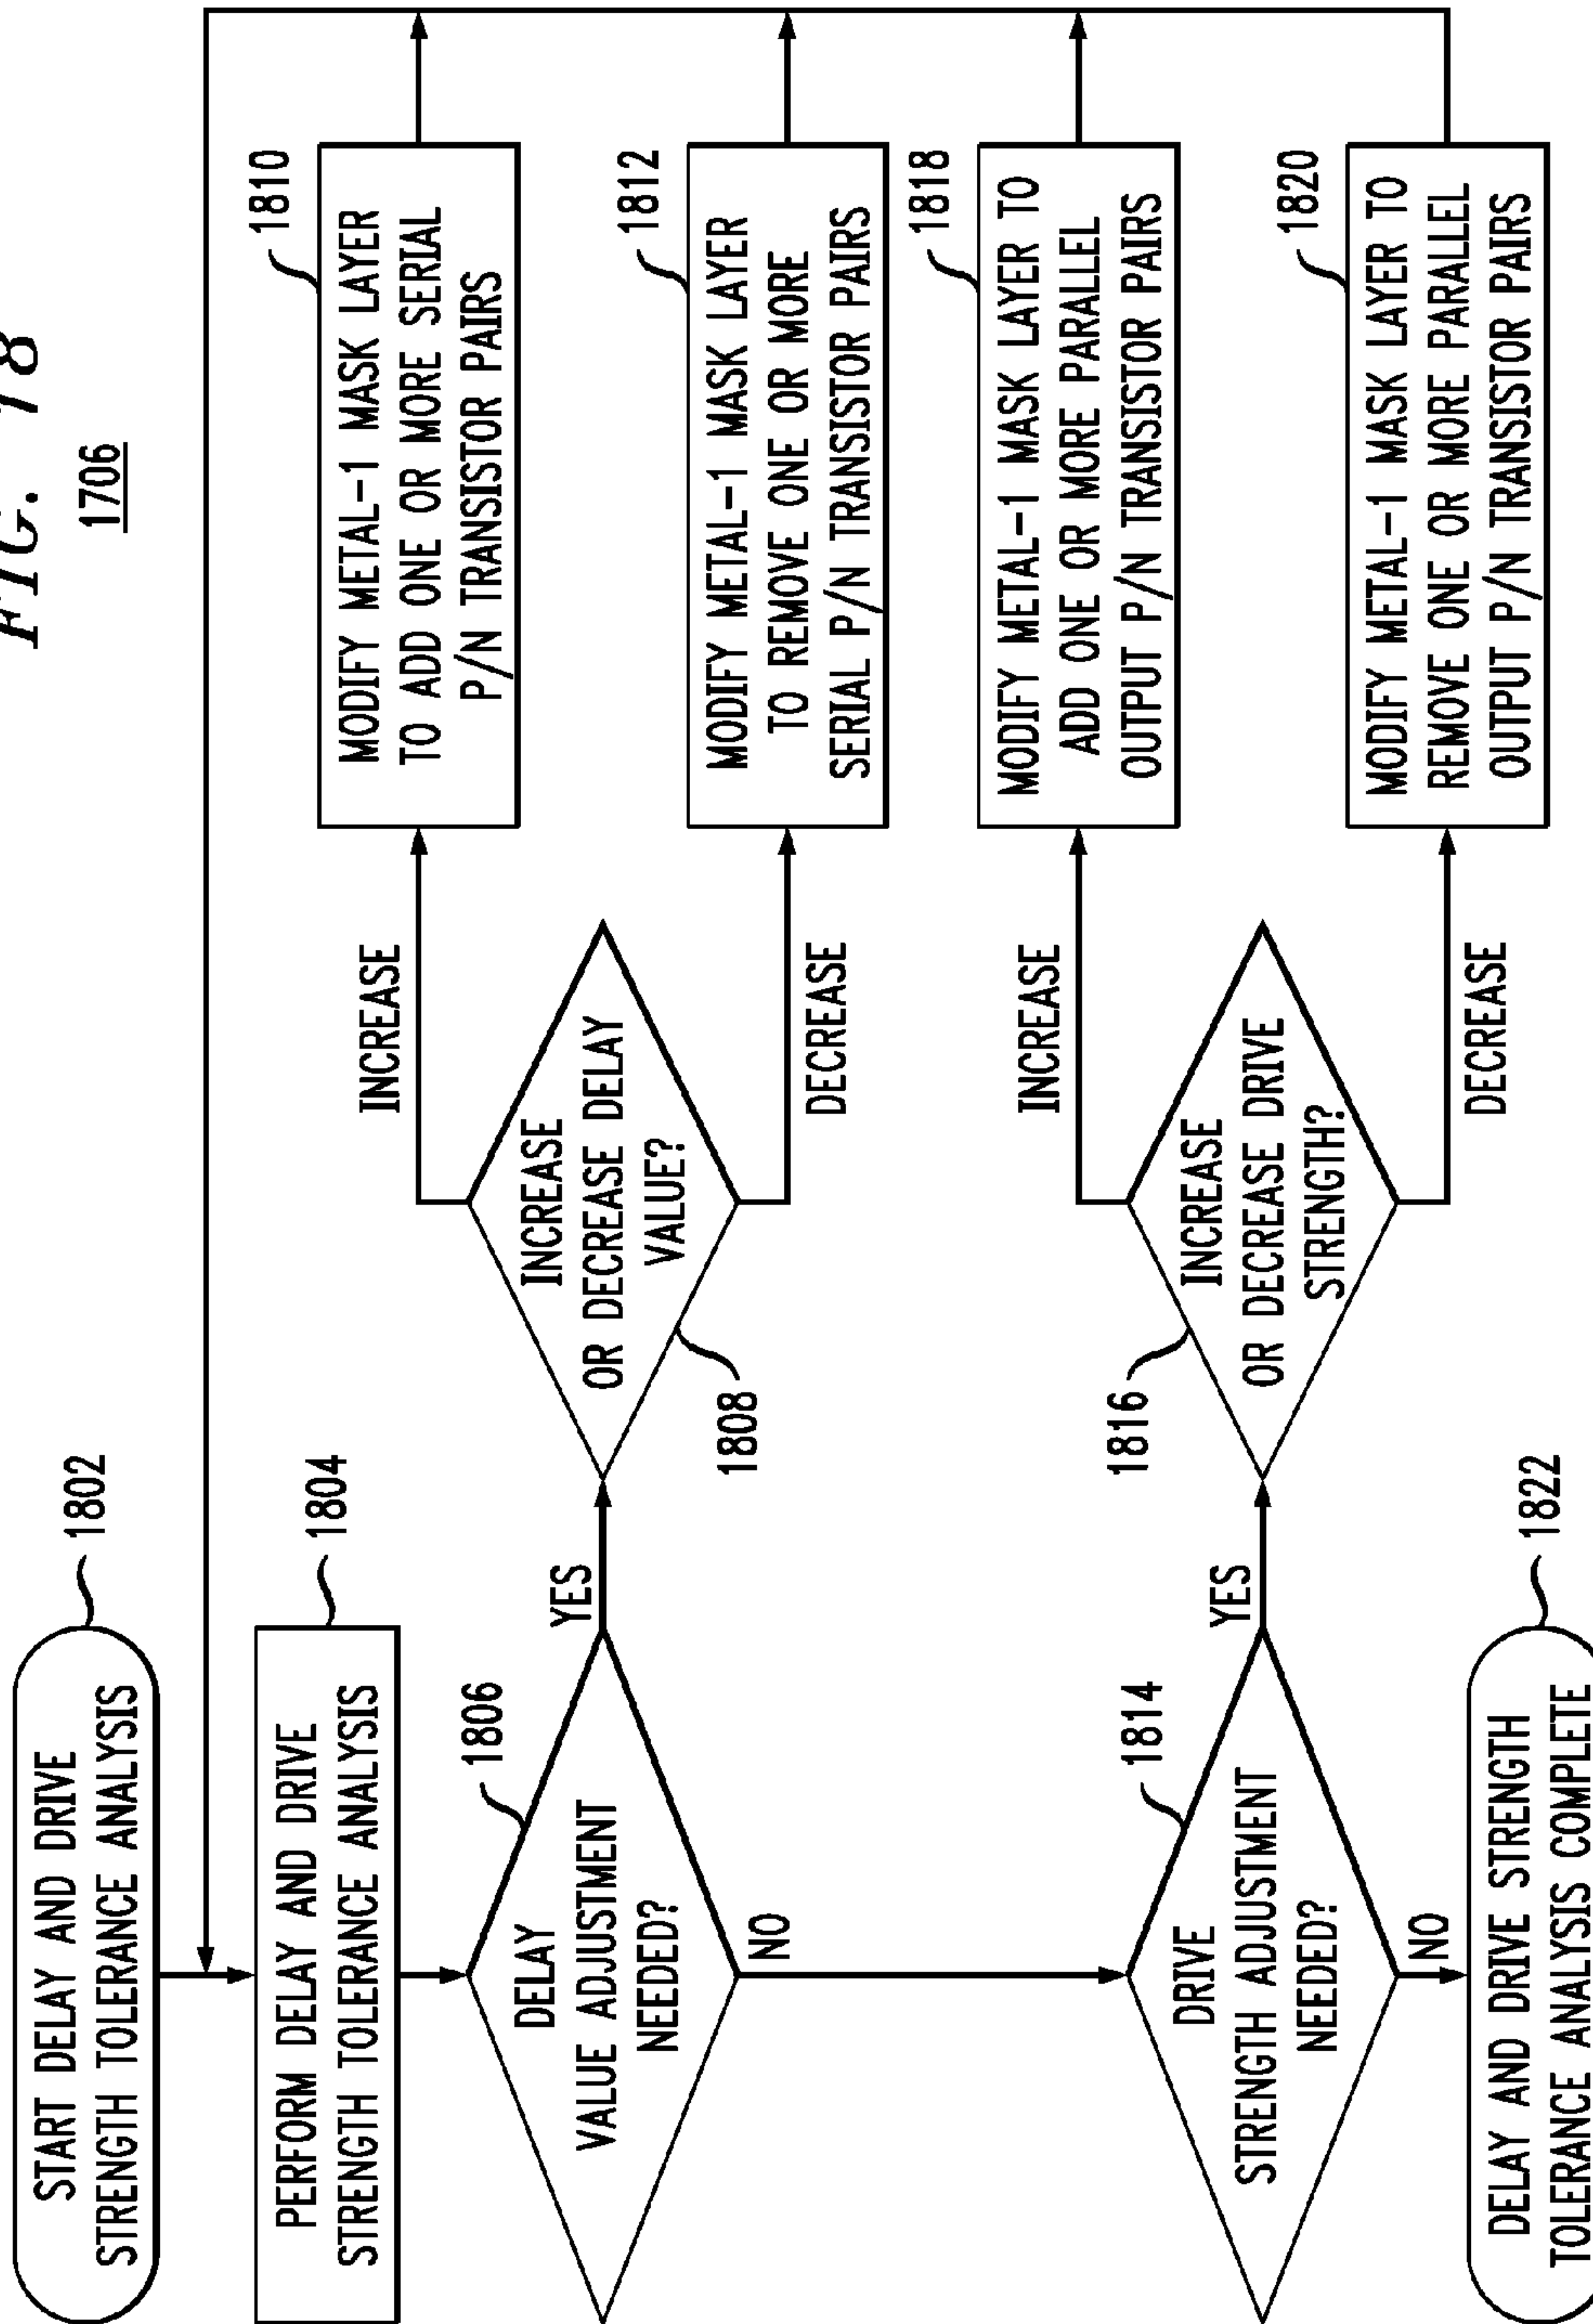 FIG. 18
1706
START DELAY AND DRIVE
STRENGTH TOLERANCE ANALYSIS
1802
PERFORM DELAY AND DRIVE
STRENGTH TOLERANCE ANALYSIS
1804
DELAY
VALUE ADJUSTMENT
NEEDED?
1806
YES
NO
INCREASE
OR DECREASE DELAY
VALUE?
1808
INCREASE
DECREASE
MODIFY METAL-1 MASK LAYER
TO ADD ONE OR MORE SERIAL
P/N TRANSISTOR PAIRS
1810
MODIFY METAL-1 MASK LAYER
TO REMOVE ONE OR MORE
SERIAL P/N TRANSISTOR PAIRS
1812
DRIVE
STRENGTH ADJUSTMENT
NEEDED?
1814
YES
NO
INCREASE
OR DECREASE DRIVE
STRENGTH?
1816
INCREASE
DECREASE
MODIFY METAL-1 MASK LAYER TO
ADD ONE OR MORE PARALLEL
OUTPUT P/N TRANSISTOR PAIRS
1818
MODIFY METAL-1 MASK LAYER TO
REMOVE ONE OR MORE PARALLEL
OUTPUT P/N TRANSISTOR PAIRS
1820
DELAY AND DRIVE STRENGTH
TOLERANCE ANALYSIS COMPLETE
1822